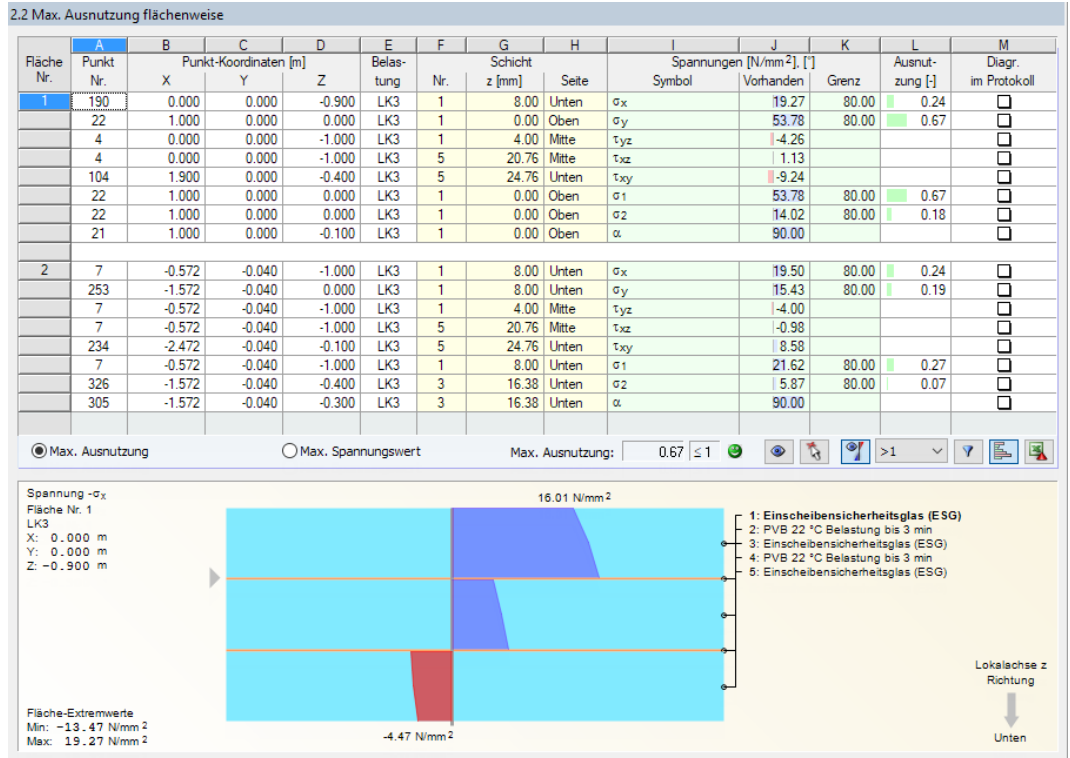 2.2 Max. Ausnutzung flächenweise
A B C D E F G H I J K L M
Fläche Punkt Punkt-Koordinaten [m] Belas- Schicht Spannungen [N/mm²], [°] Ausnut- Diagr.
Nr. Nr. X Y Z tung Nr. z [mm] Seite Symbol Vorhanden Grenz zung [-] im Protokoll
1 190 0.000 0.000 -0.900 LK3 1 8.00 Unten σx 19.27 80.00 0.24
22 1.000 0.000 0.000 LK3 1 0.00 Oben σy 53.78 80.00 0.67
4 0.000 0.000 -1.000 LK3 1 4.00 Mitte τyz -4.26
4 0.000 0.000 -1.000 LK3 5 20.76 Mitte τxz 1.13
104 1.900 0.000 -0.400 LK3 5 24.76 Unten τxy -9.24
22 1.000 0.000 0.000 LK3 1 0.00 Oben σ1 53.78 80.00 0.67
22 1.000 0.000 0.000 LK3 1 0.00 Oben σ2 14.02 80.00 0.18
21 1.000 0.000 -0.100 LK3 1 0.00 Oben α 90.00
2 7 -0.572 -0.040 -1.000 LK3 1 8.00 Unten σx 19.50 80.00 0.24
253 -1.572 -0.040 0.000 LK3 1 8.00 Unten σy 15.43 80.00 0.19
7 -0.572 -0.040 -1.000 LK3 1 4.00 Mitte τyz -4.00
7 -0.572 -0.040 -1.000 LK3 5 20.76 Mitte τxz -0.98
234 -2.472 -0.040 -0.100 LK3 5 24.76 Unten τxy 8.58
7 -0.572 -0.040 -1.000 LK3 1 8.00 Unten σ1 21.62 80.00 0.27
326 -1.572 -0.040 -0.400 LK3 3 16.38 Unten σ2 5.87 80.00 0.07
305 -1.572 -0.040 -0.300 LK3 3 16.38 Unten α 90.00
Max. Ausnutzung Max. Spannungswert Max. Ausnutzung: 0.67 ≤ 1 >1
Spannung -σx
Fläche Nr. 1
LK3
X: 0.000 m
Y: 0.000 m
Z: -0.900 m
16.01 N/mm²
1: Einscheibensicherheitsglas (ESG)
2: PVB 22 °C Belastung bis 3 min
3: Einscheibensicherheitsglas (ESG)
4: PVB 22 °C Belastung bis 3 min
5: Einscheibensicherheitsglas (ESG)
Lokalachse z
Richtung
Unten
Fläche-Extremwerte
Min: -13.47 N/mm²
Max: 19.27 N/mm²
-4.47 N/mm²